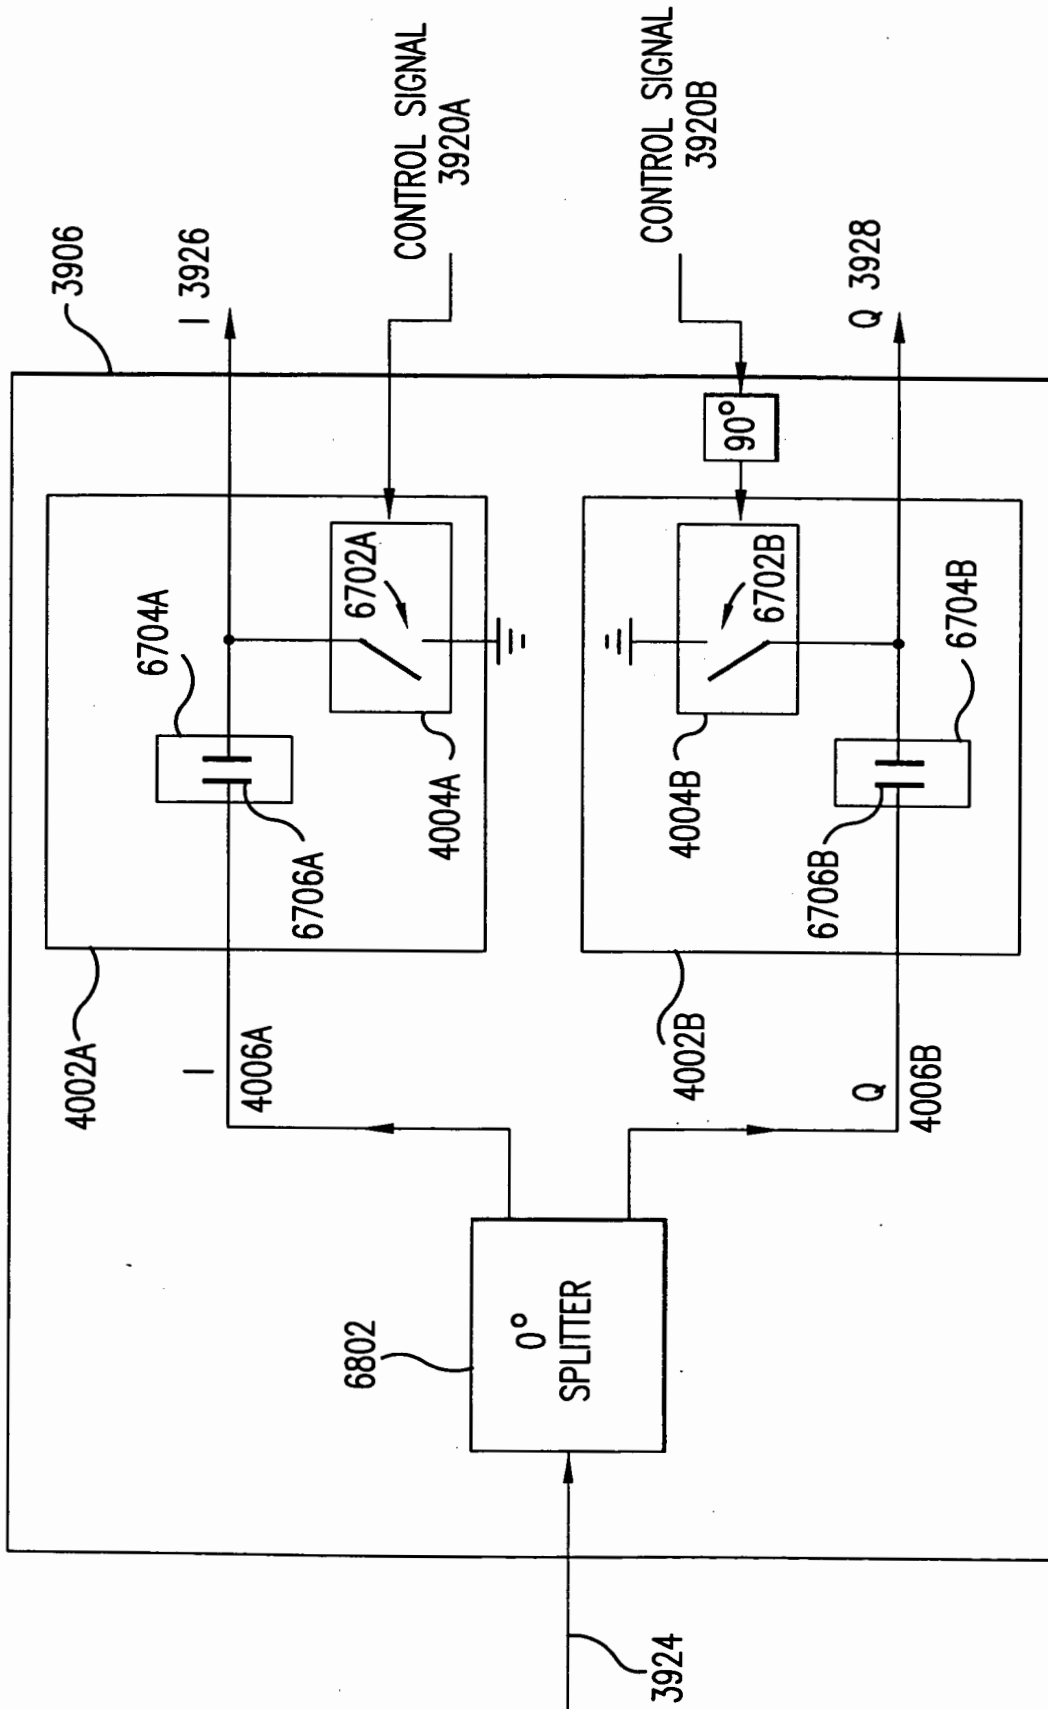 3906
I 3926
CONTROL SIGNAL
3920A
CONTROL SIGNAL
3920B
Q 3928
90°
6704A
6706A
6702A
4004A
4002A
I
4006A
6702B
4004B
6704B
6706B
4002B
Q
4006B
6802
0°
SPLITTER
3924